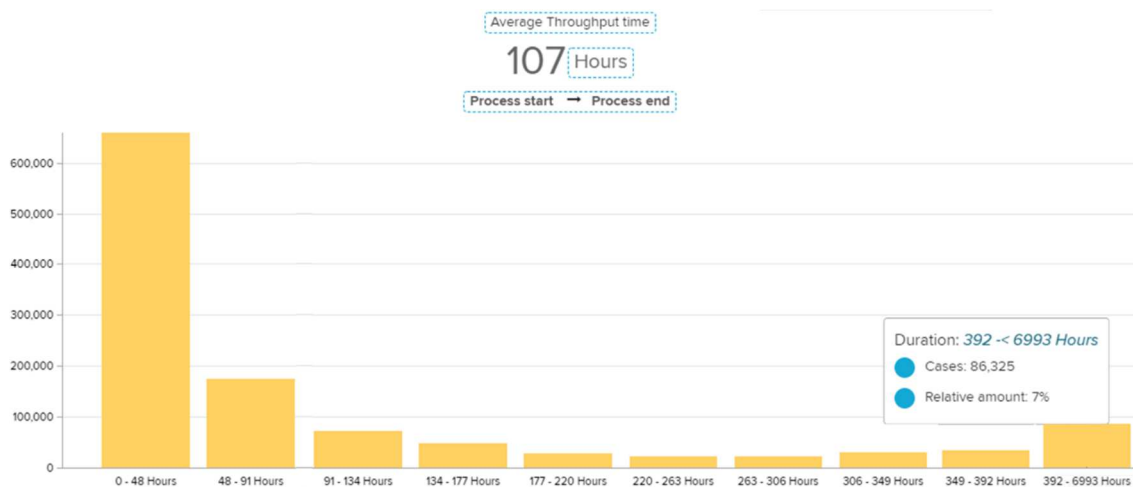 Average Throughput time
107 Hours
Process start → Process end
600,000
500,000
400,000
300,000
200,000
100,000
0
Duration: 392 -< 6993 Hours
Cases: 86,325
Relative amount: 7%
0 - 48 Hours
48 - 91 Hours
91 - 134 Hours
134 - 177 Hours
177 - 220 Hours
220 - 263 Hours
263 - 306 Hours
306 - 349 Hours
349 - 392 Hours
392 - 6993 Hours